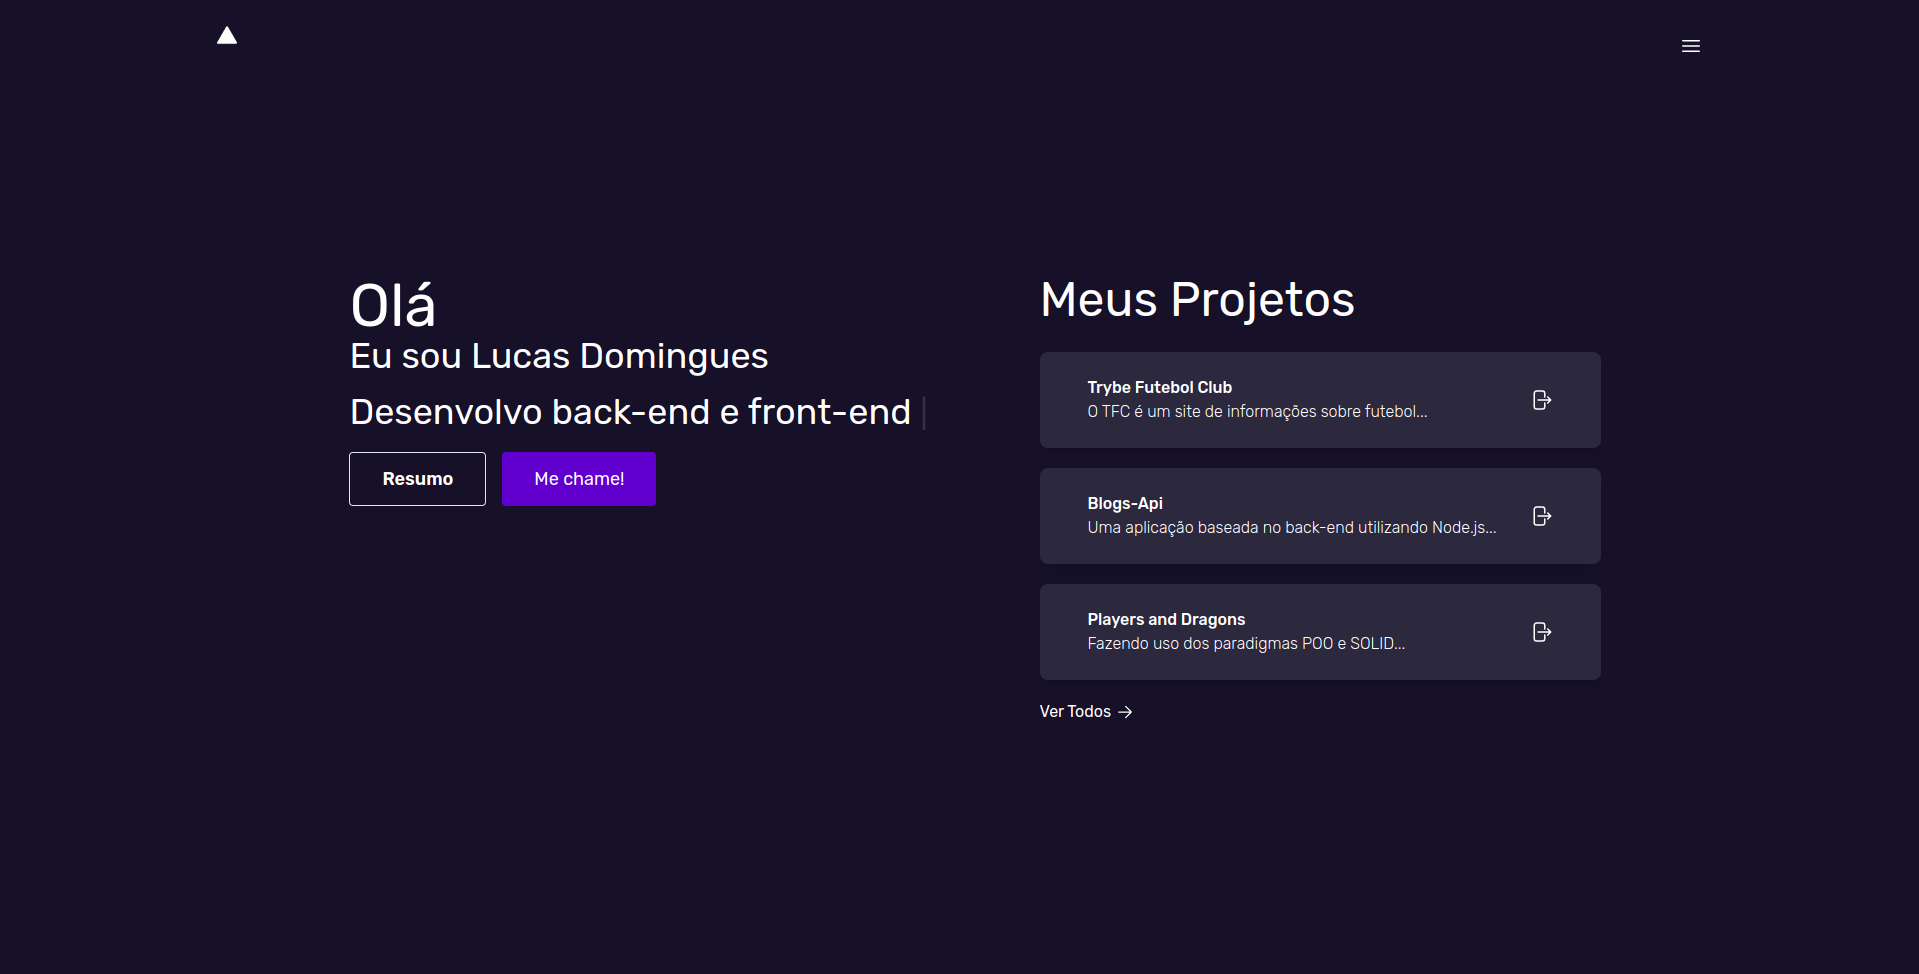 Olá
Eu sou Lucas Domingues
Desenvolvo back-end e front-end
Resumo
Me chame!
Meus Projetos
Trybe Futebol Club
O TFC é um site de informações sobre futebol...
Blogs-Api
Uma aplicação baseada no back-end utilizando Node.js...
Players and Dragons
Fazendo uso dos paradigmas POO e SOLID...
Ver Todos